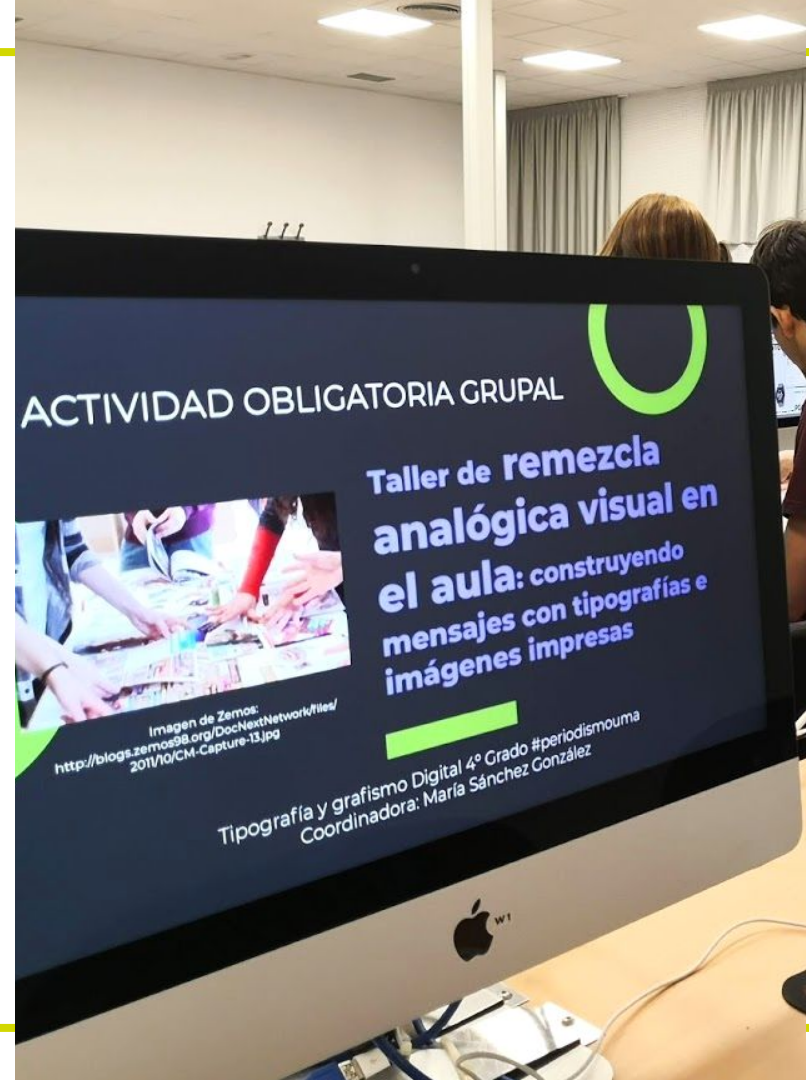 ACTIVIDAD OBLIGATORIA GRUPAL
Taller de remezcla
analógica visual en
el aula: construyendo
mensajes con tipografías e
imágenes impresas
Imagen de Zemos:
http://blogs.zemos98.org/DocNextNetwork/files/
2011/10/CM-Capture-13.jpg
Tipografía y grafismo Digital 4º Grado #periodismouma
Coordinadora: María Sánchez González
W1